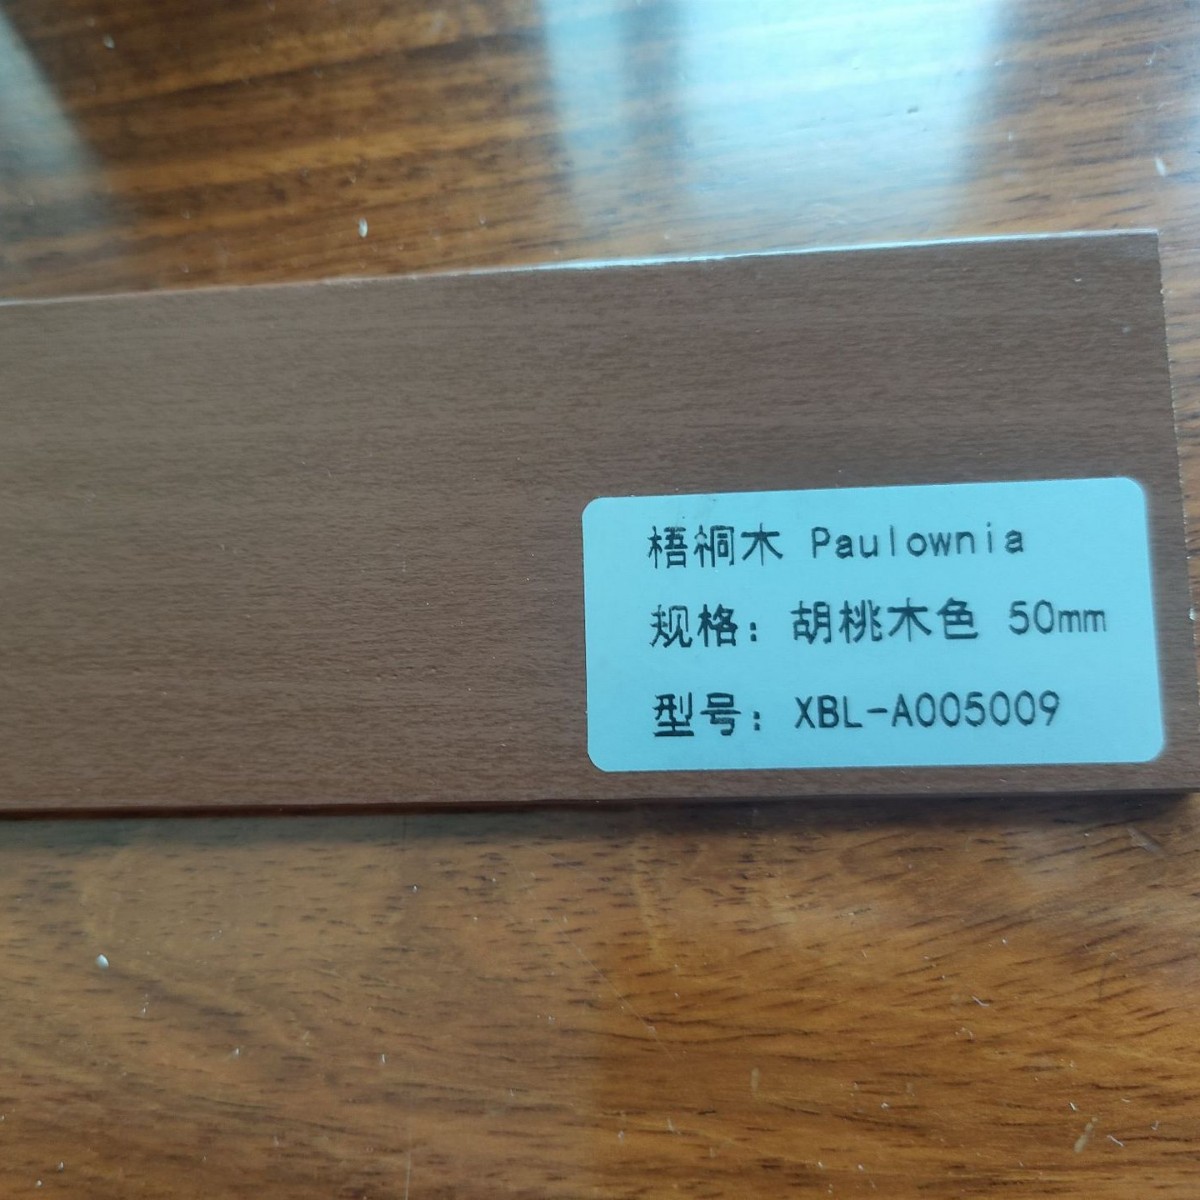 梧桐木 Paulownia
规格: 胡桃木色 50mm
型号: XBL-A005009